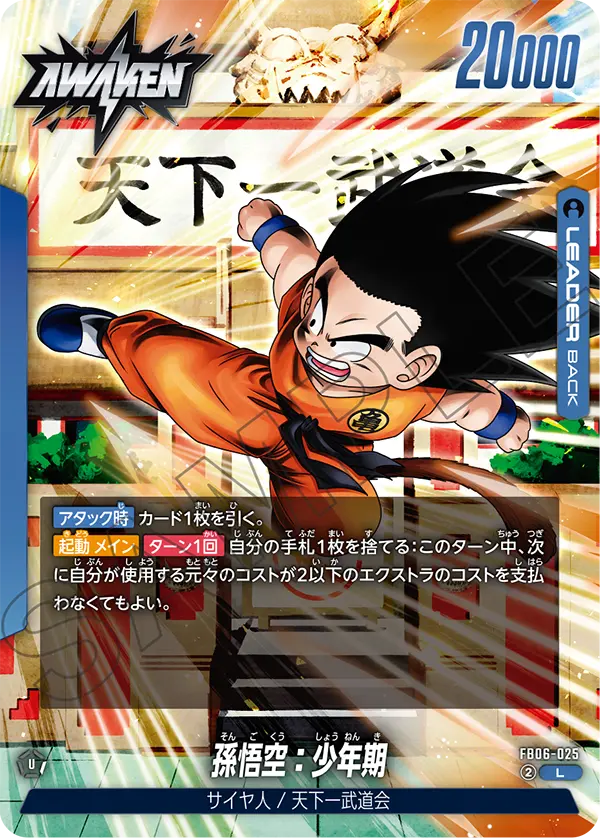 AWAKEN
20000
天下一武道会
LEADER BACK
アタック時 カード1枚を引く。
起動メイン ターン1回 自分の手札1枚を捨てる:このターン中、次
に自分が使用する元々のコストが2以下のエクストラのコストを支払
わなくてもよい。
SAMPLE
孫悟空:少年期
FB06-025
U
② L
サイヤ人 / 天下一武道会